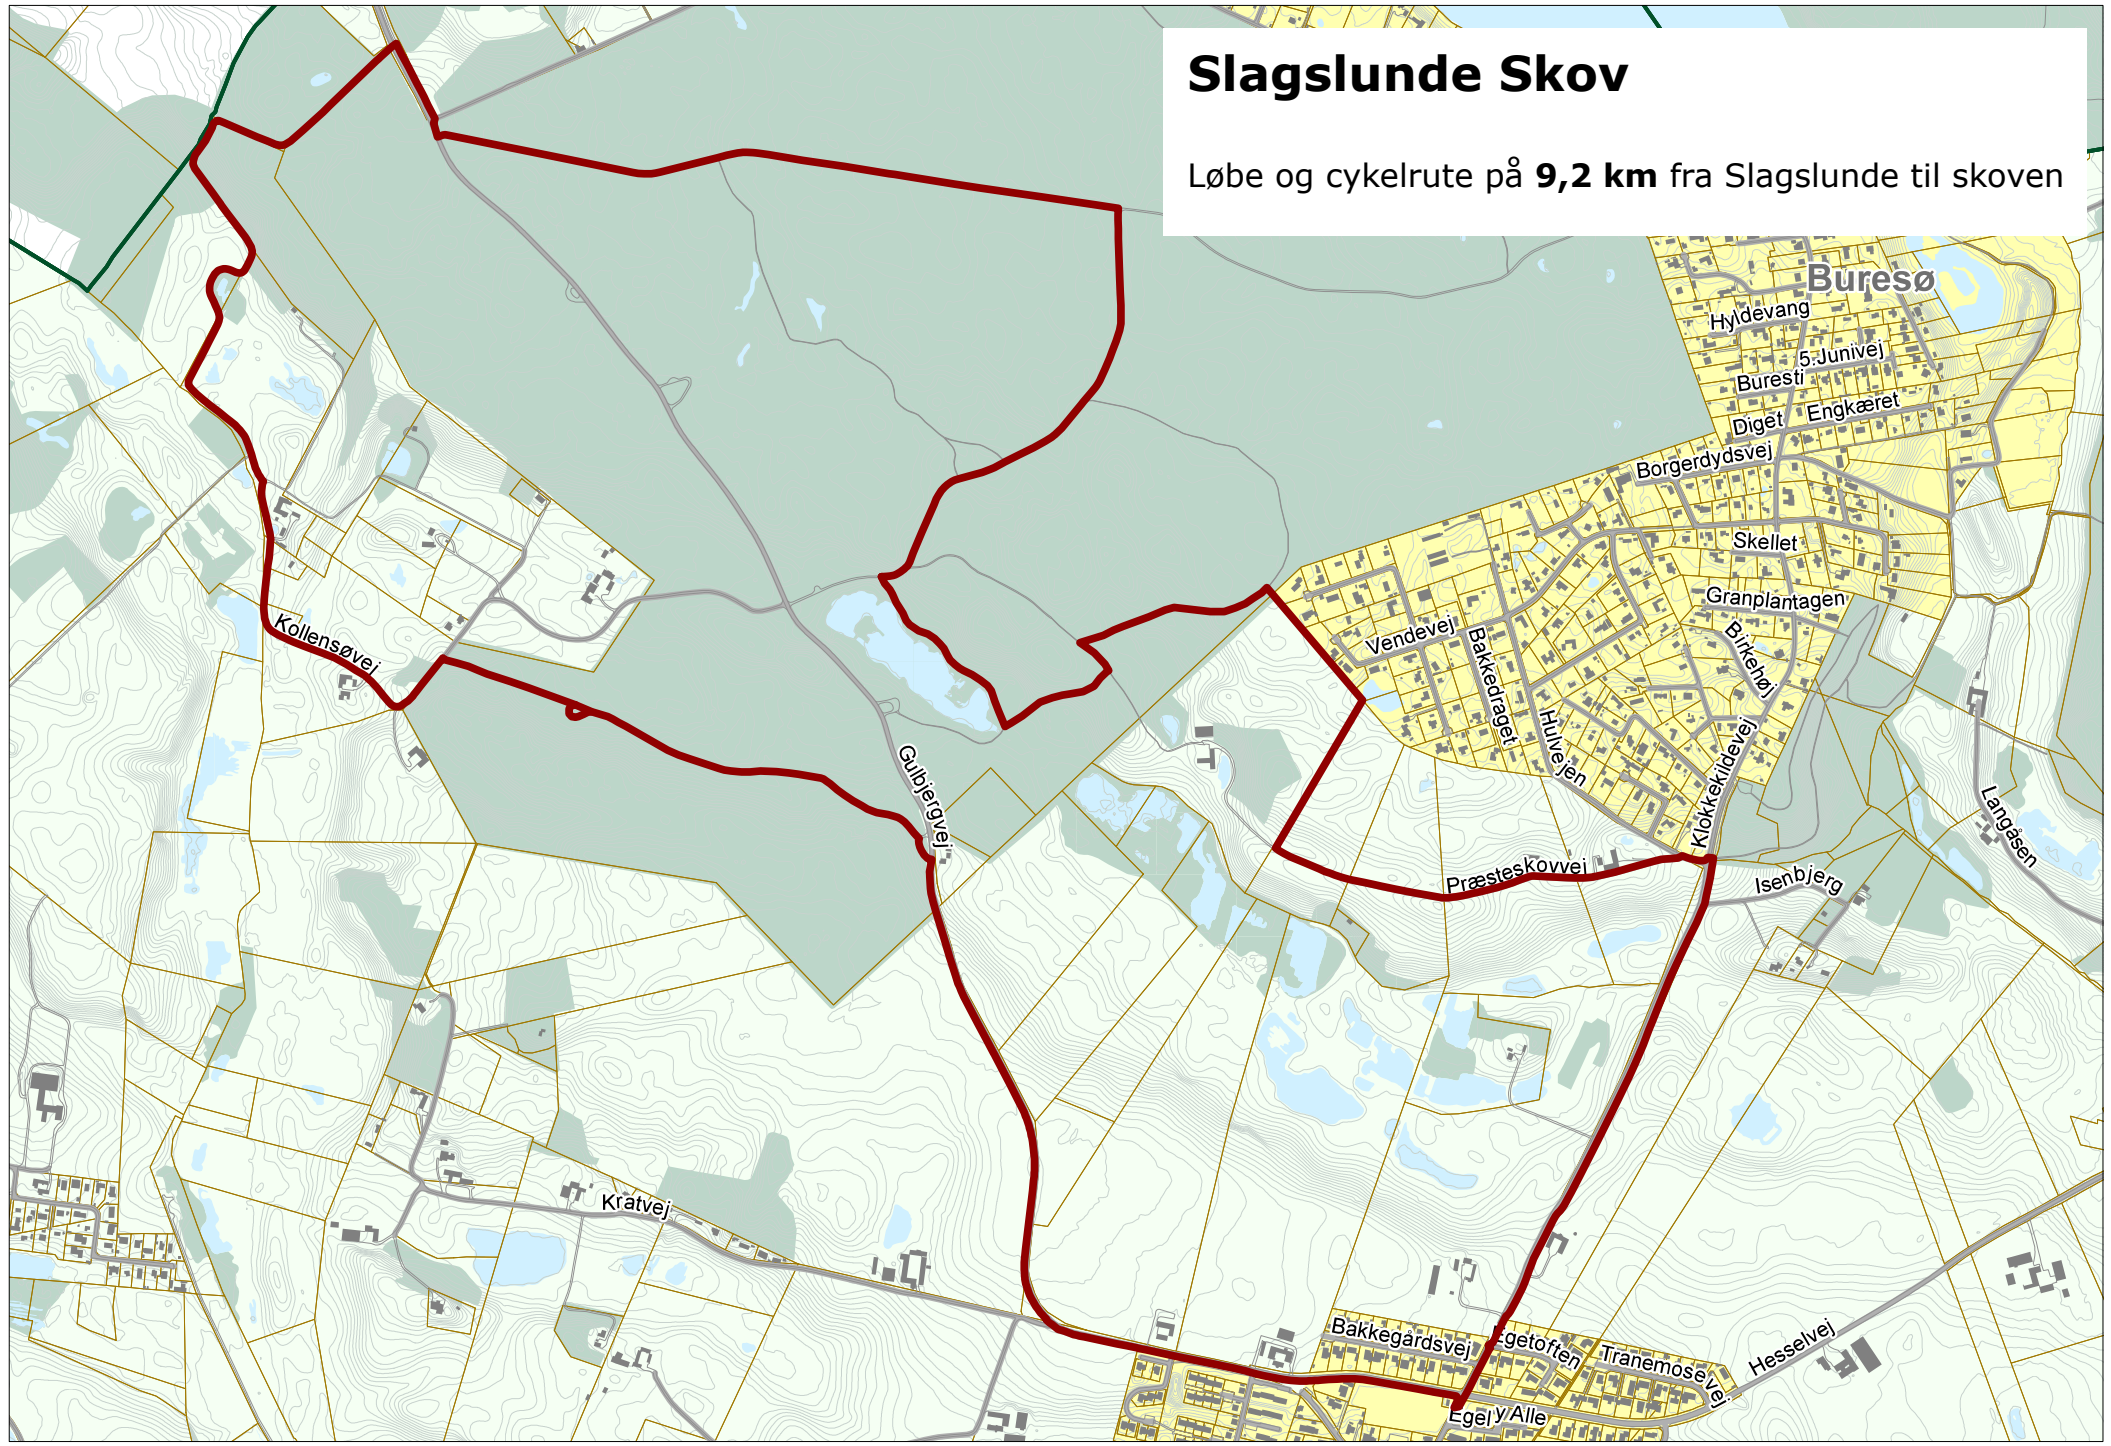 Slagslunde Skov
Løbe og cykelrute på 9,2 km fra Slagslunde til skoven
Buresø
Hyldevang
5.Junivej
Buresti
Engkæret
Diget
Borgerdydsvej
Skellet
Granplantagen
Birkehøj
Vendevej
Bakkedraget
Hulvejen
Klokkekildevej
Kollensøvej
Gulbjergvej
Langåsen
Præsteskovvej
Isenbjerg
Kratvej
Bakkegårdsvej
Egetoften
Tranemosevej
Hesselvej
Egely Alle